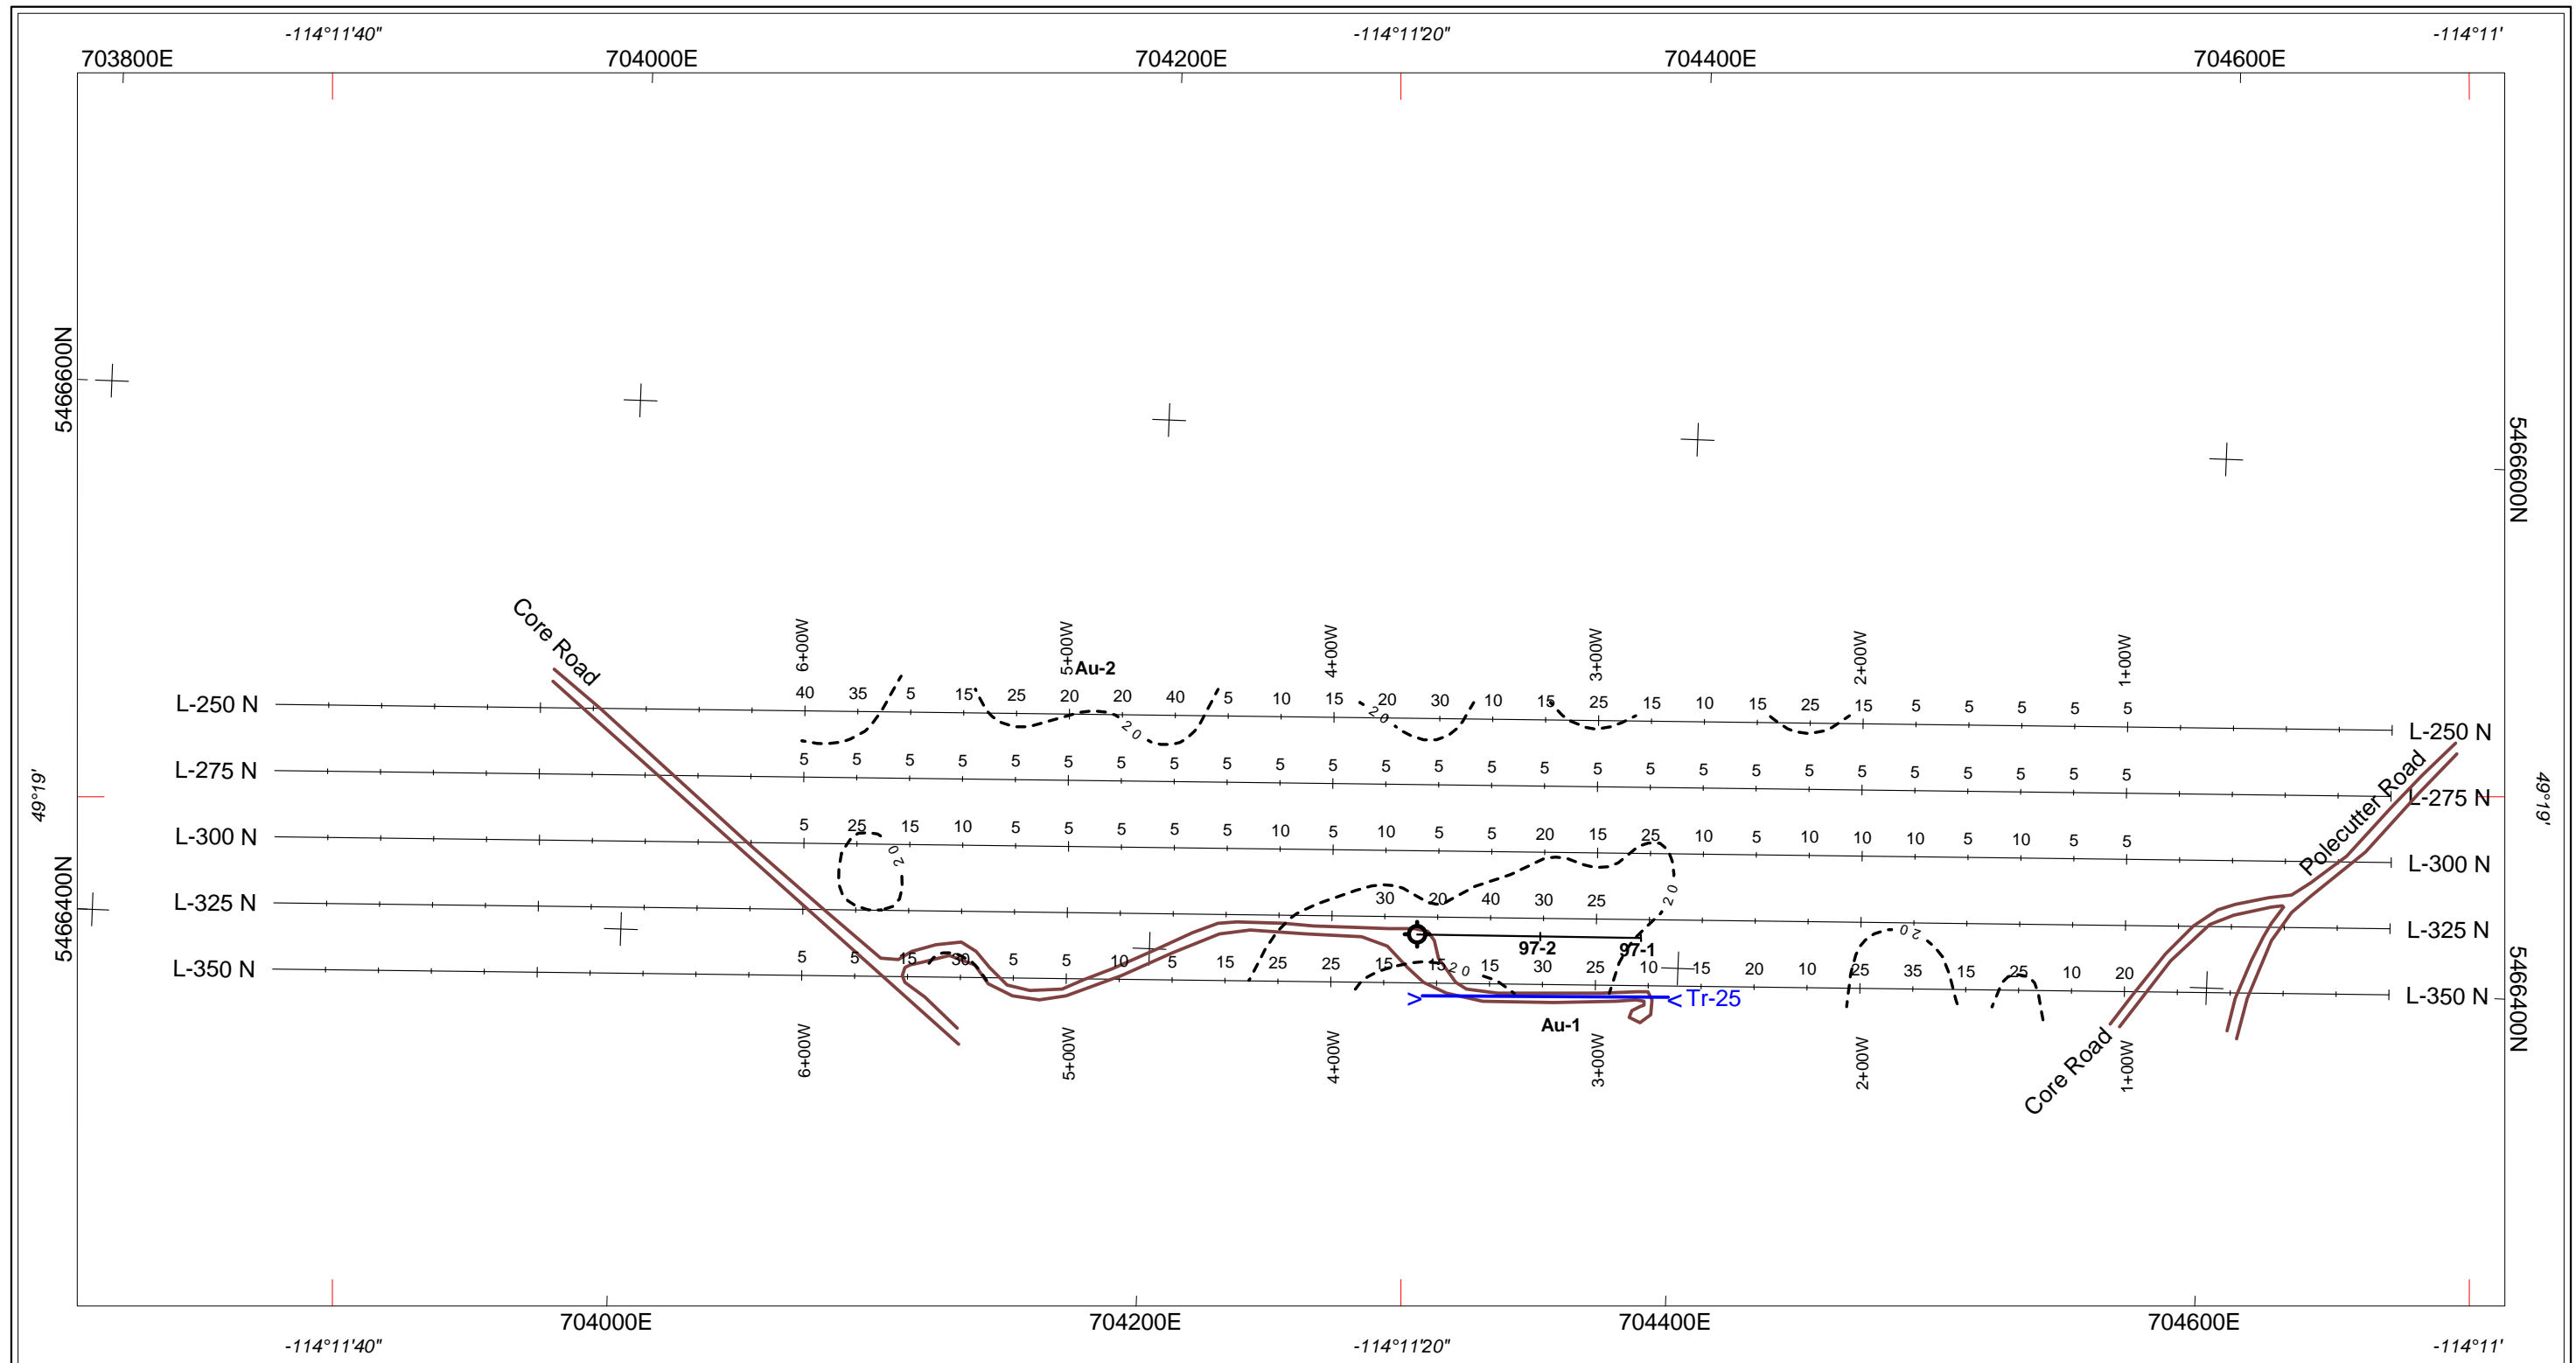 -114°11'40" -114°11'20" -114°11'
703800E 704000E 704200E 704400E 704600E
5466600N
5466600N
Core Road
6+00W 5+00W 4+00W 3+00W 2+00W 1+00W
Au-2
L-250 N 40 35 5 15 25 20 20 40 5 10 15 20 30 10 15 25 15 10 15 25 15 5 5 5 5 5 L-250 N
20 20
L-275 N 5 5 5 5 5 5 5 5 5 5 5 5 5 5 5 5 5 5 5 5 5 5 5 5 5 5 L-275 N
49°19' 49°19'
Polecutter Road
L-300 N 5 25 15 10 5 5 5 5 5 10 5 10 5 5 20 15 25 10 5 10 10 10 5 10 5 5 L-300 N
20 20
L-325 N 30 20 40 30 25 L-325 N
20
5466400N
97-2 97-1
L-350 N 5 5 15 30 5 5 10 5 15 25 25 15 15 15 30 25 10 15 20 10 25 35 15 25 10 20 L-350 N
20
> < Tr-25
5466400N
Au-1
6+00W 5+00W 4+00W 3+00W 2+00W 1+00W
Core Road
704000E 704200E 704400E 704600E
-114°11'40" -114°11'20" -114°11'